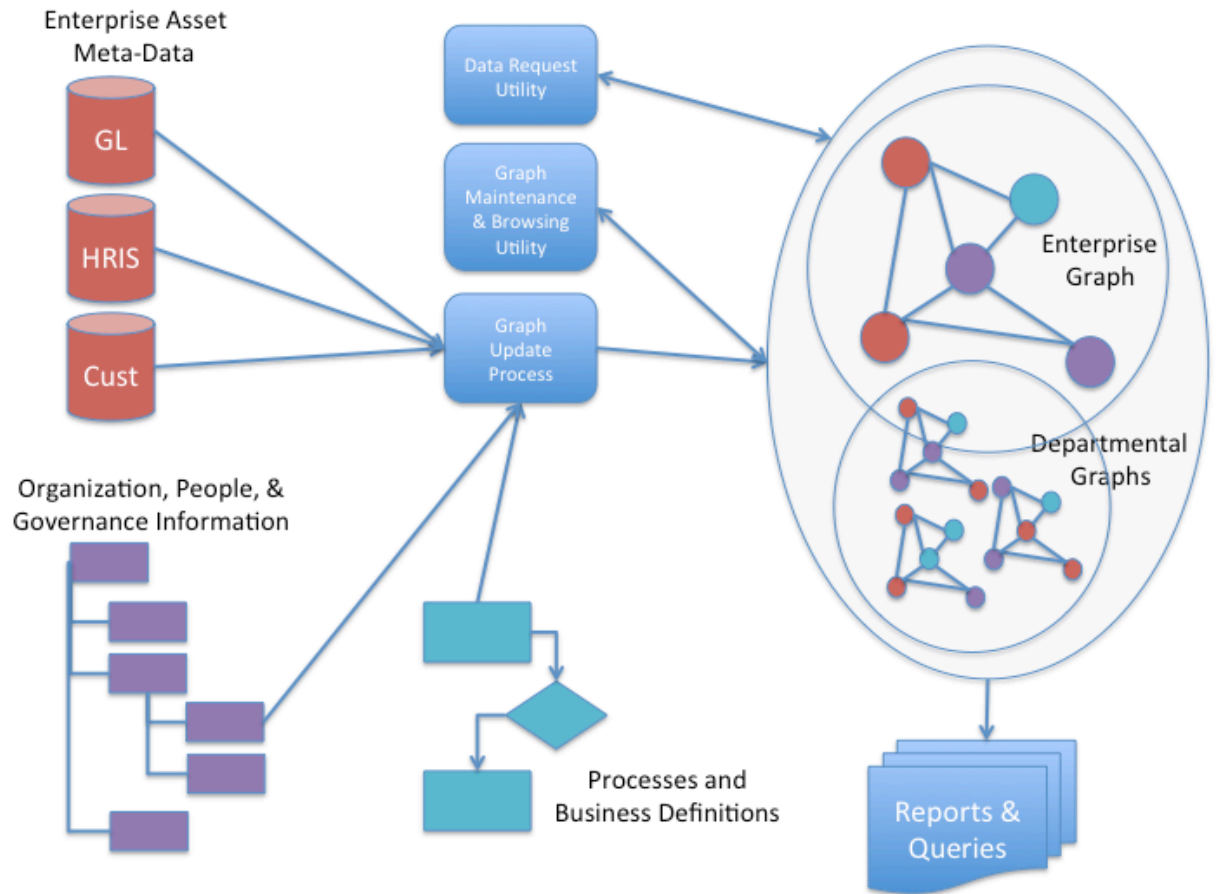 Enterprise Asset
Meta-Data
GL
HRIS
Cust
Data Request
Utility
Graph
Maintenance
& Browsing
Utility
Graph
Update
Process
Enterprise
Graph
Departmental
Graphs
Organization, People, &
Governance Information
Processes and
Business Definitions
Reports &
Queries